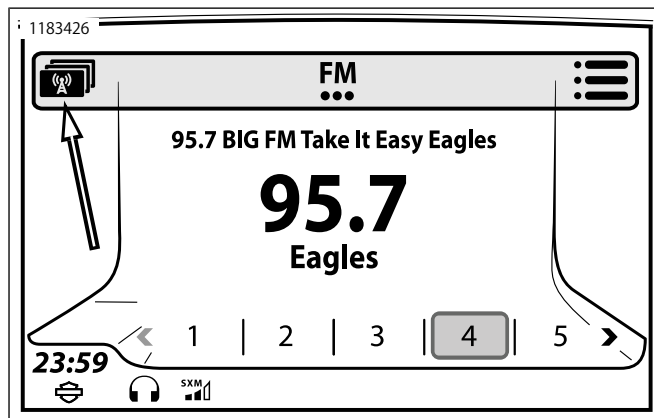 1183426
FM
95.7 BIG FM Take It Easy Eagles
95.7
Eagles
1 | 2 | 3 | 4 | 5
23:59
SXM